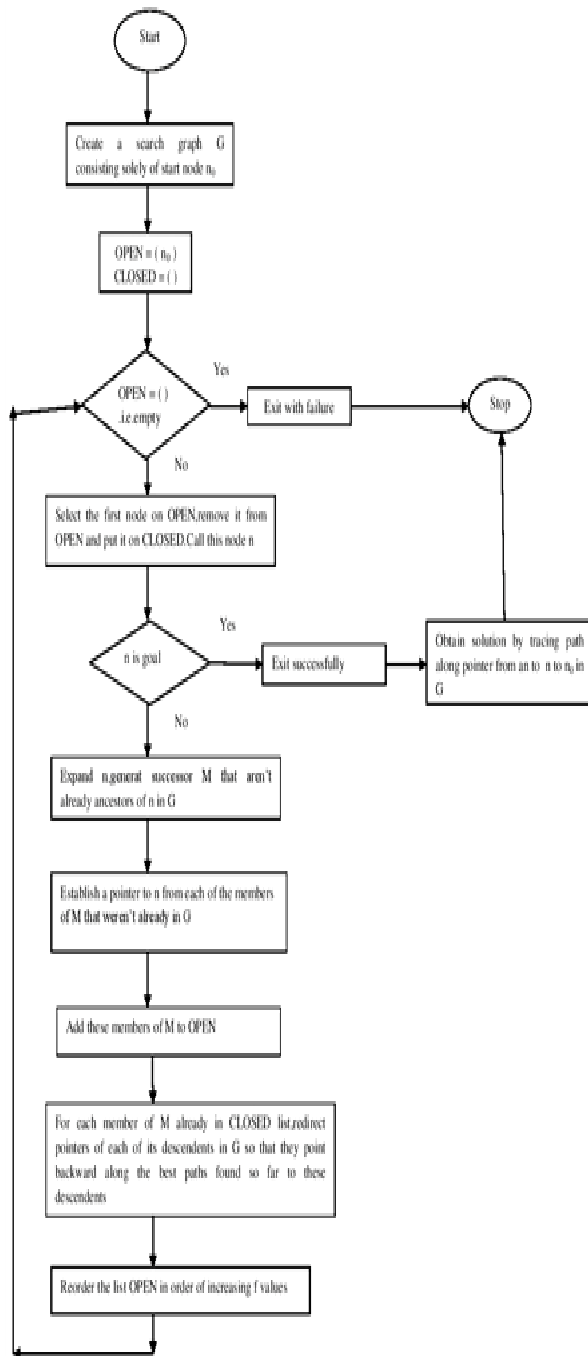 Start
Create a search graph G
consisting solely of start node n₀
OPEN = ( n₀ )
CLOSED = ( )
OPEN = ( )
.i.e.empty
Yes
Exit with failure
Stop
No
Select the first node on OPEN,remove it from
OPEN and put it on CLOSED.Call this node n
n is goal
Yes
Exit successfully
Obtain solution by tracing path
along pointer from an to n to n₀ in
G
No
Expand n,generat successor M that aren't
already ancestors of n in G
Establish a pointer to n from each of the members
of M that weren't already in G
Add these members of M to OPEN
For each member of M already in CLOSED list,redirect
pointers of each of its descendents in G so that they point
backward along the best paths found so far to these
descendents
Reorder the list OPEN in order of increasing f values